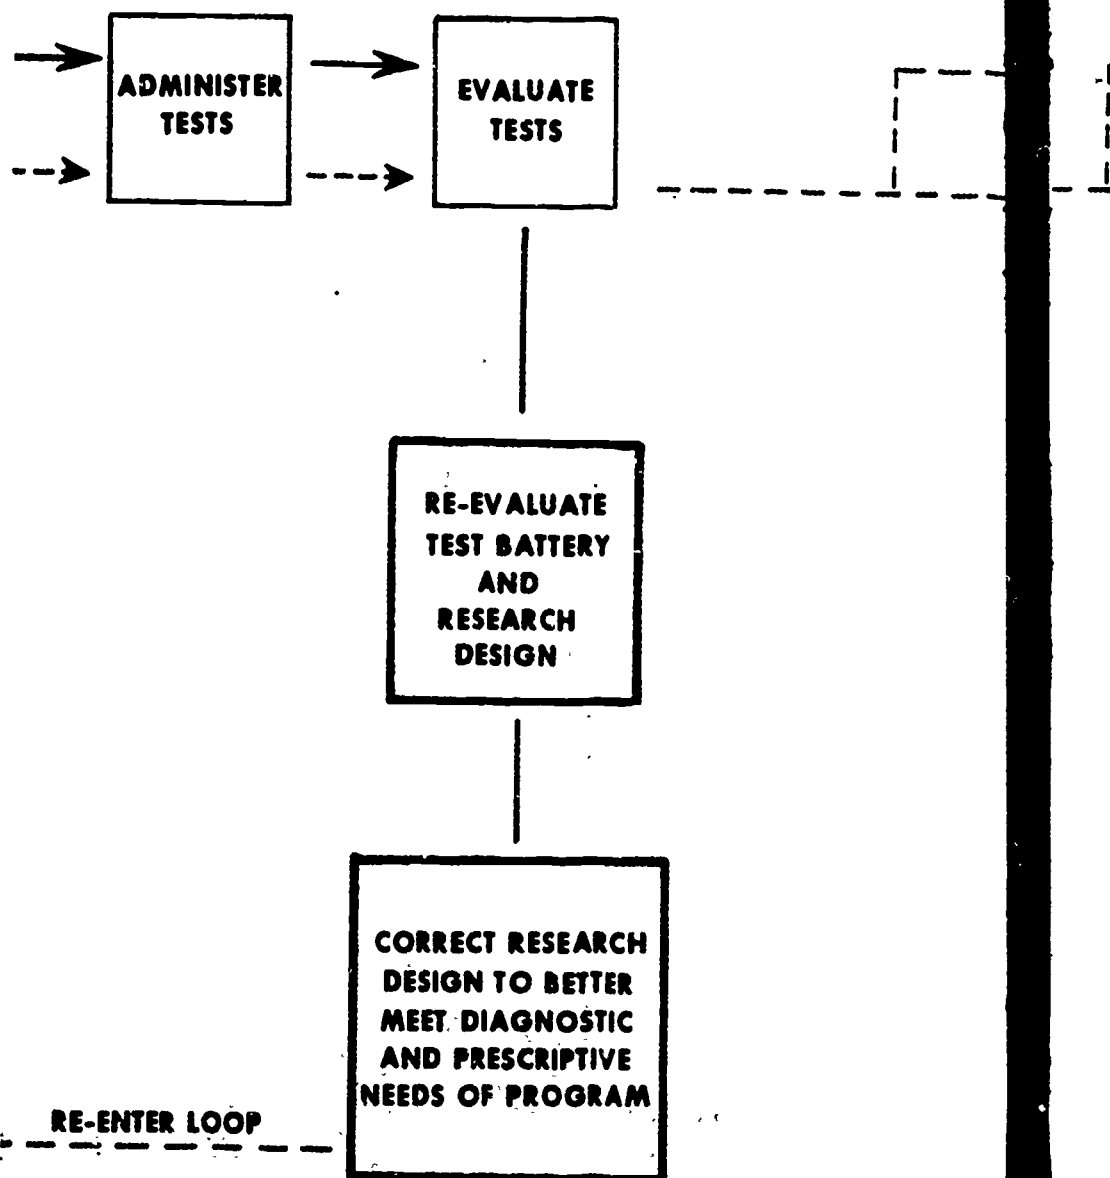 ADMINISTER
TESTS
EVALUATE
TESTS
RE-EVALUATE
TEST BATTERY
AND
RESEARCH
DESIGN
CORRECT RESEARCH
DESIGN TO BETTER
MEET DIAGNOSTIC
AND PRESCRIPTIVE
NEEDS OF PROGRAM
RE-ENTER LOOP